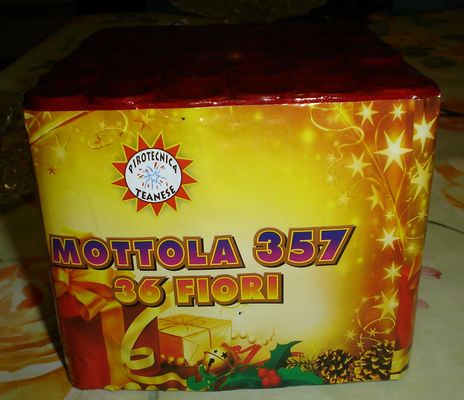 PIROTECNICA
TEANESE
MOTTOLA 357
36 FIORI